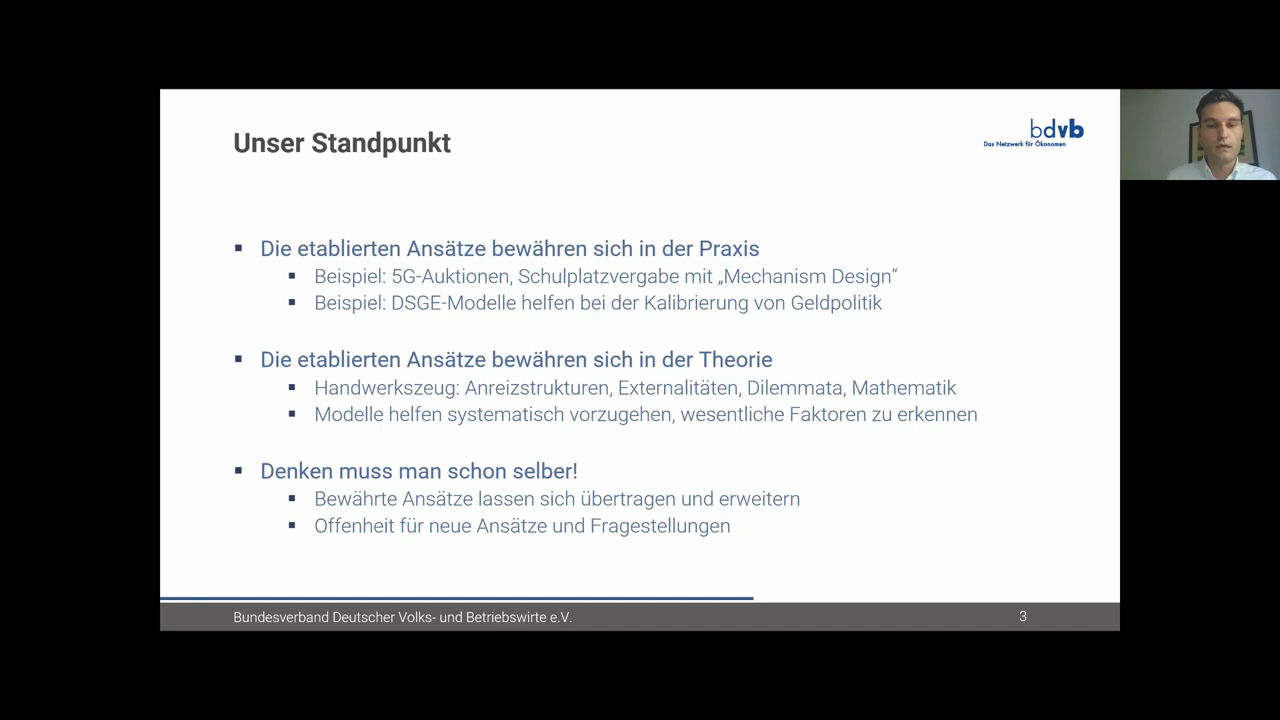 Unser Standpunkt
bdvb
Das Netzwerk für Ökonomen
Die etablierten Ansätze bewähren sich in der Praxis
Beispiel: 5G-Auktionen, Schulplatzvergabe mit „Mechanism Design“
Beispiel: DSGE-Modelle helfen bei der Kalibrierung von Geldpolitik
Die etablierten Ansätze bewähren sich in der Theorie
Handwerkszeug: Anreizstrukturen, Externalitäten, Dilemmata, Mathematik
Modelle helfen systematisch vorzugehen, wesentliche Faktoren zu erkennen
Denken muss man schon selber!
Bewährte Ansätze lassen sich übertragen und erweitern
Offenheit für neue Ansätze und Fragestellungen
Bundesverband Deutscher Volks- und Betriebswirte e.V.
3